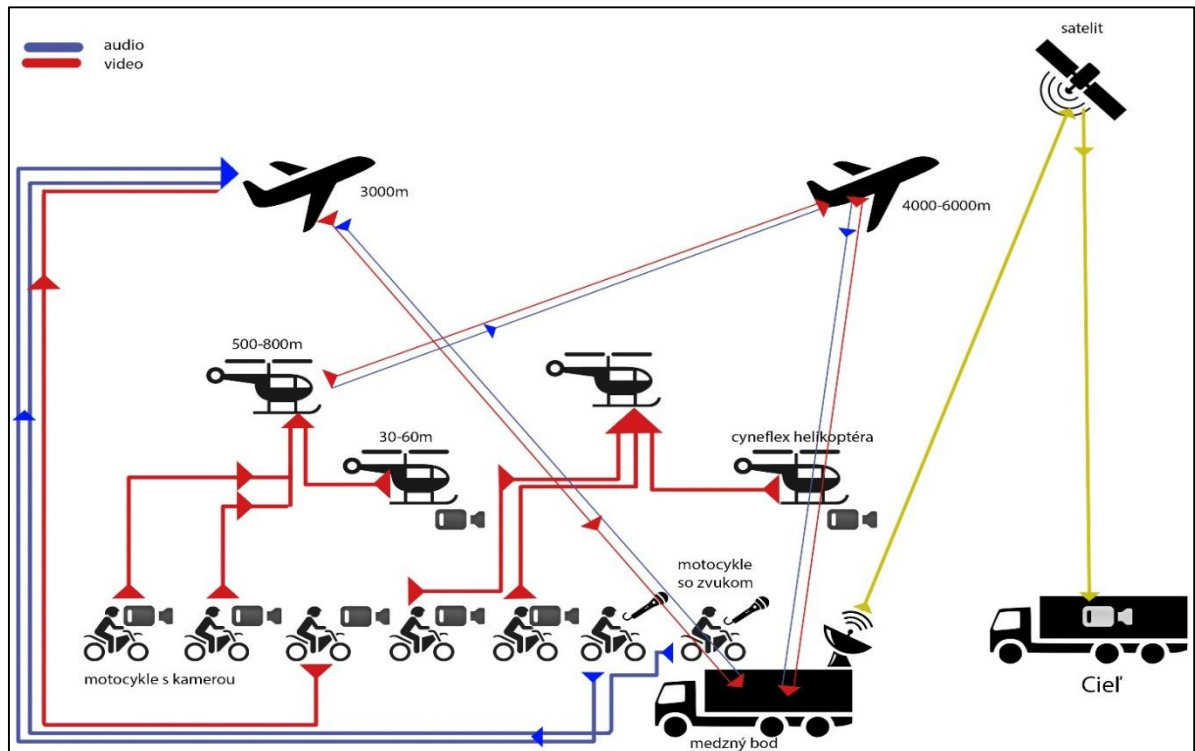 audio
video
satelit
3000m
4000-6000m
500-800m
30-60m
cyneflex helikoptéra
motocykle
so zvukom
motocykle s kamerou
medzný bod
Cieľ